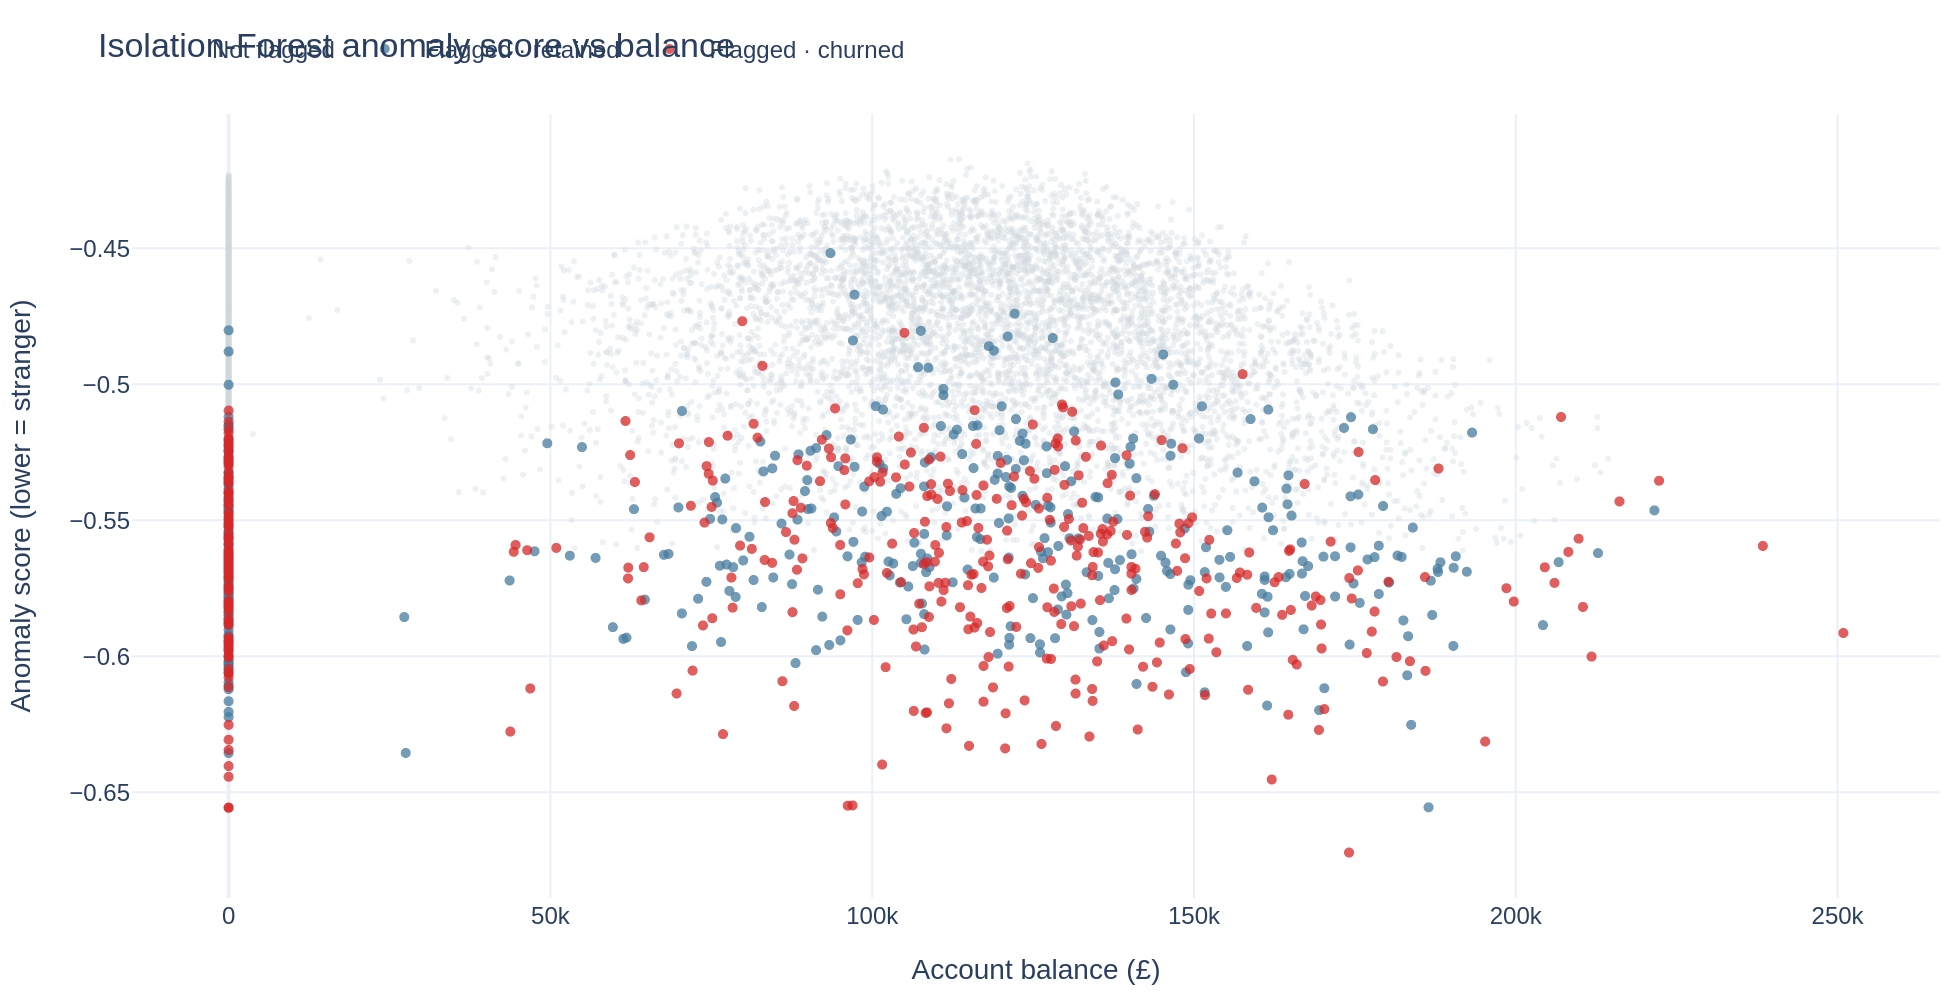 Isolation-Forest anomaly score vs balance
Not flagged
Flagged · retained
Flagged · churned
−0.45
−0.5
−0.55
−0.6
−0.65
Anomaly score (lower = stranger)
0
50k
100k
150k
200k
250k
Account balance (£)